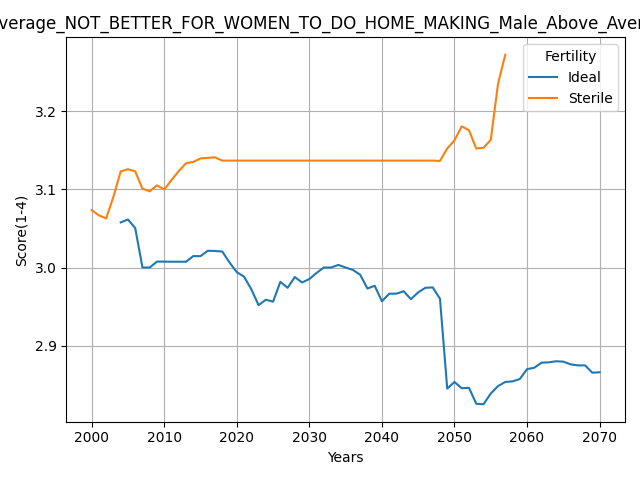 verage_NOT_BETTER_FOR_WOMEN_TO_DO_HOME_MAKING_Male_Above_Aver
Fertility
Ideal
Sterile
3.2
3.1
3.0
2.9
Score(1-4)
2000 2010 2020 2030 2040 2050 2060 2070
Years